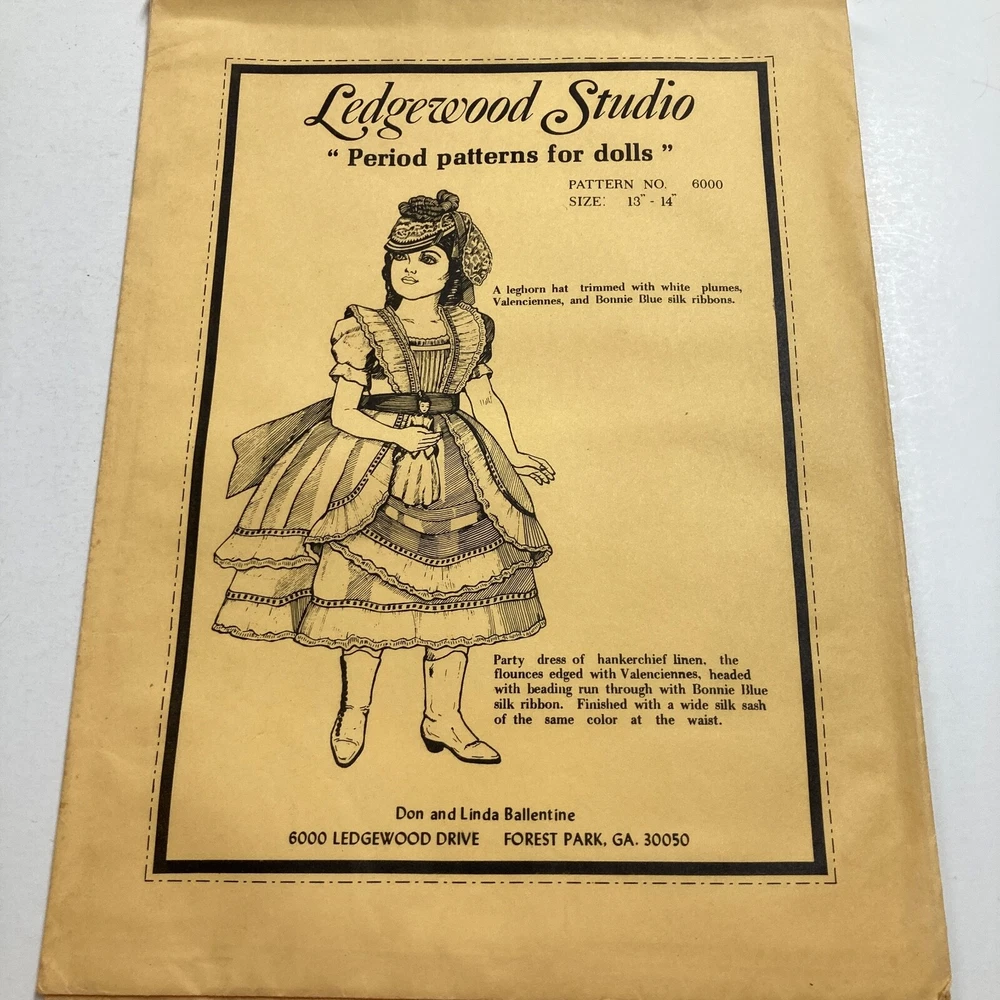 Ledgewood Studio
" Period patterns for dolls "
PATTERN NO. 6000
SIZE: 13" - 14"
A leghorn hat trimmed with white plumes,
Valenciennes, and Bonnie Blue silk ribbons.
Party dress of hankerchief linen. the
flounces edged with Valenciennes, headed
with beading run through with Bonnie Blue
silk ribbon. Finished with a wide silk sash
of the same color at the waist.
Don and Linda Ballentine
6000 LEDGEWOOD DRIVE FOREST PARK, GA. 30050